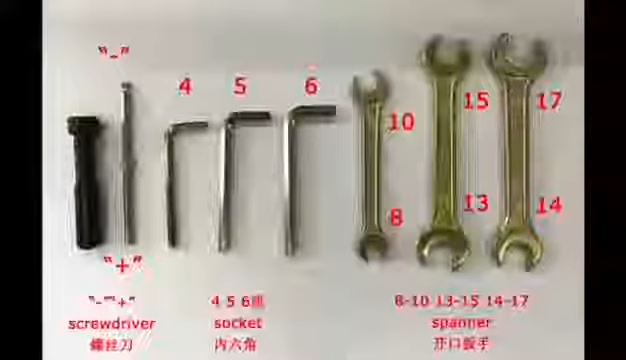 "-"
4 5 6
10 15 17
8 13 14
"+"
"-""+" 4 5 6 8-10 13-15 14-17
screwdriver socket spanner
螺丝刀 内六角 开口扳手